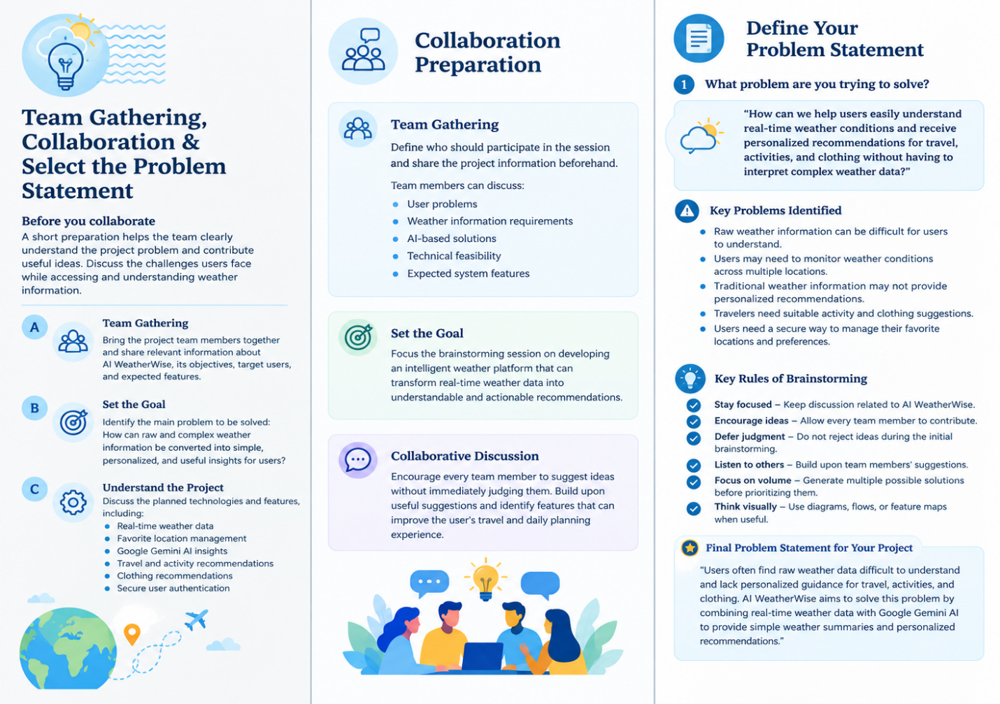 Team Gathering,
Collaboration &
Select the Problem
Statement
Before you collaborate
A short preparation helps the team clearly
understand the project problem and contribute
useful ideas. Discuss the challenges users face
while accessing and understanding weather
information.
A
Team Gathering
Bring the project team members together
and share relevant information about
AI WeatherWise, its objectives, target users,
and expected features.
B
Set the Goal
Identify the main problem to be solved:
How can raw and complex weather
information be converted into simple,
personalized, and useful insights for users?
C
Understand the Project
Discuss the planned technologies and features,
including:
Real-time weather data
Favorite location management
Google Gemini AI insights
Travel and activity recommendations
Clothing recommendations
Secure user authentication
Collaboration
Preparation
Team Gathering
Define who should participate in the session
and share the project information beforehand.
Team members can discuss:
User problems
Weather information requirements
AI-based solutions
Technical feasibility
Expected system features
Set the Goal
Focus the brainstorming session on developing
an intelligent weather platform that can
transform real-time weather data into
understandable and actionable recommendations.
Collaborative Discussion
Encourage every team member to suggest ideas
without immediately judging them. Build upon
useful suggestions and identify features that can
improve the user's travel and daily planning
experience.
Define Your
Problem Statement
1 What problem are you trying to solve?
“How can we help users easily understand
real-time weather conditions and receive
personalized recommendations for travel,
activities, and clothing without having to
interpret complex weather data?”
Key Problems Identified
Raw weather information can be difficult for users
to understand.
Users may need to monitor weather conditions
across multiple locations.
Traditional weather information may not provide
personalized recommendations.
Travelers need suitable activity and clothing suggestions.
Users need a secure way to manage their favorite
locations and preferences.
Key Rules of Brainstorming
Stay focused – Keep discussion related to AI WeatherWise.
Encourage ideas – Allow every team member to contribute.
Defer judgment – Do not reject ideas during the initial
brainstorming.
Listen to others – Build upon team members' suggestions.
Focus on volume – Generate multiple possible solutions
before prioritizing them.
Think visually – Use diagrams, flows, or feature maps
when useful.
Final Problem Statement for Your Project
“Users often find raw weather data difficult to understand
and lack personalized guidance for travel, activities, and
clothing. AI WeatherWise aims to solve this problem by
combining real-time weather data with Google Gemini AI
to provide simple weather summaries and personalized
recommendations.”